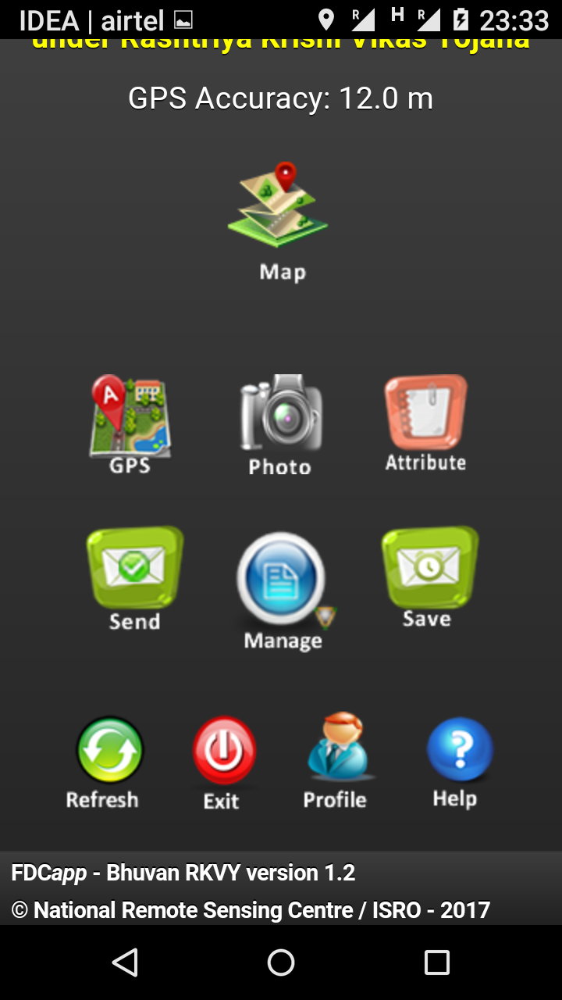 IDEA | airtel R H R 23:33
under Rashtriya Krishi Vikas Yojana
GPS Accuracy: 12.0 m
Map
A
GPS Photo Attribute
Send Manage Save
Refresh Exit Profile Help
FDCapp - Bhuvan RKVY version 1.2
© National Remote Sensing Centre / ISRO - 2017